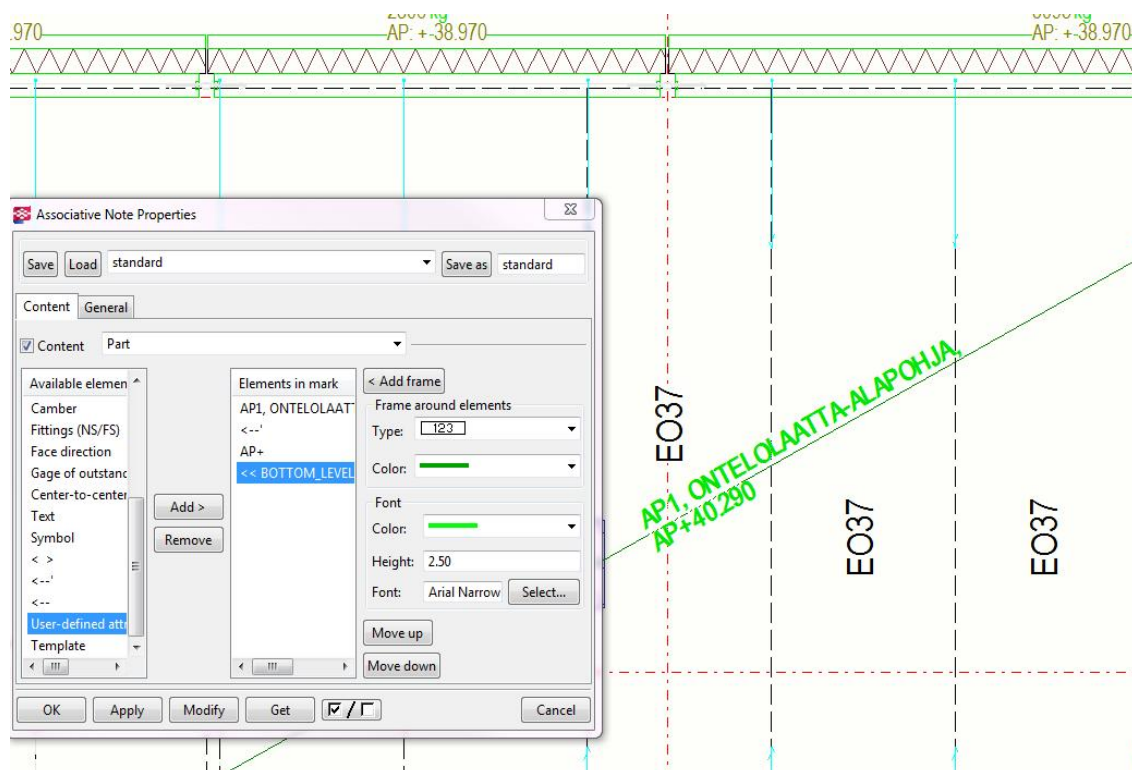 .970
AP: +-38.970
AP: +-38.970
Associative Note Properties
Save
Load
standard
Save as
standard
Content
General
Content
Part
Available elemen
Camber
Fittings (NS/FS)
Face direction
Gage of outstanc
Center-to-center
Text
Symbol
< >
<--'
<--
User-defined attr
Template
Add >
Remove
Elements in mark
AP1, ONTELOLAATT
<--'
AP+
<< BOTTOM_LEVEL
< Add frame
Frame around elements
Type:
123
Color:
Font
Color:
Height:
2.50
Font:
Arial Narrow
Select...
Move up
Move down
OK
Apply
Modify
Get
/
Cancel
EO37
AP1, ONTELOLAATTA-ALAPOHJA,
AP+40.290
EO37
EO37